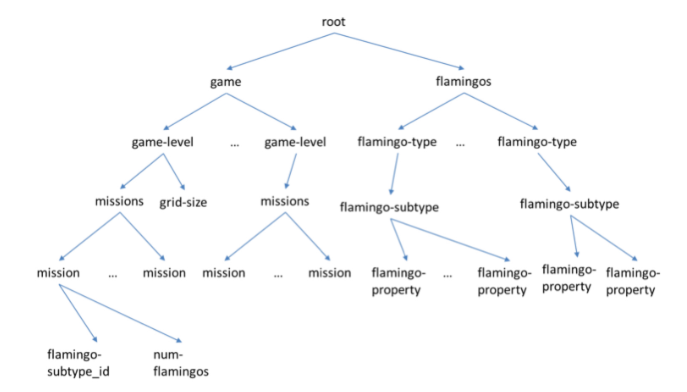 root
game flamingos
game-level ... game-level flamingo-type ... flamingo-type
missions grid-size missions flamingo-subtype flamingo-subtype
mission ... mission mission ... mission flamingo- ... flamingo- flamingo- flamingo-
property property property property
flamingo- num-
subtype_id flamingos